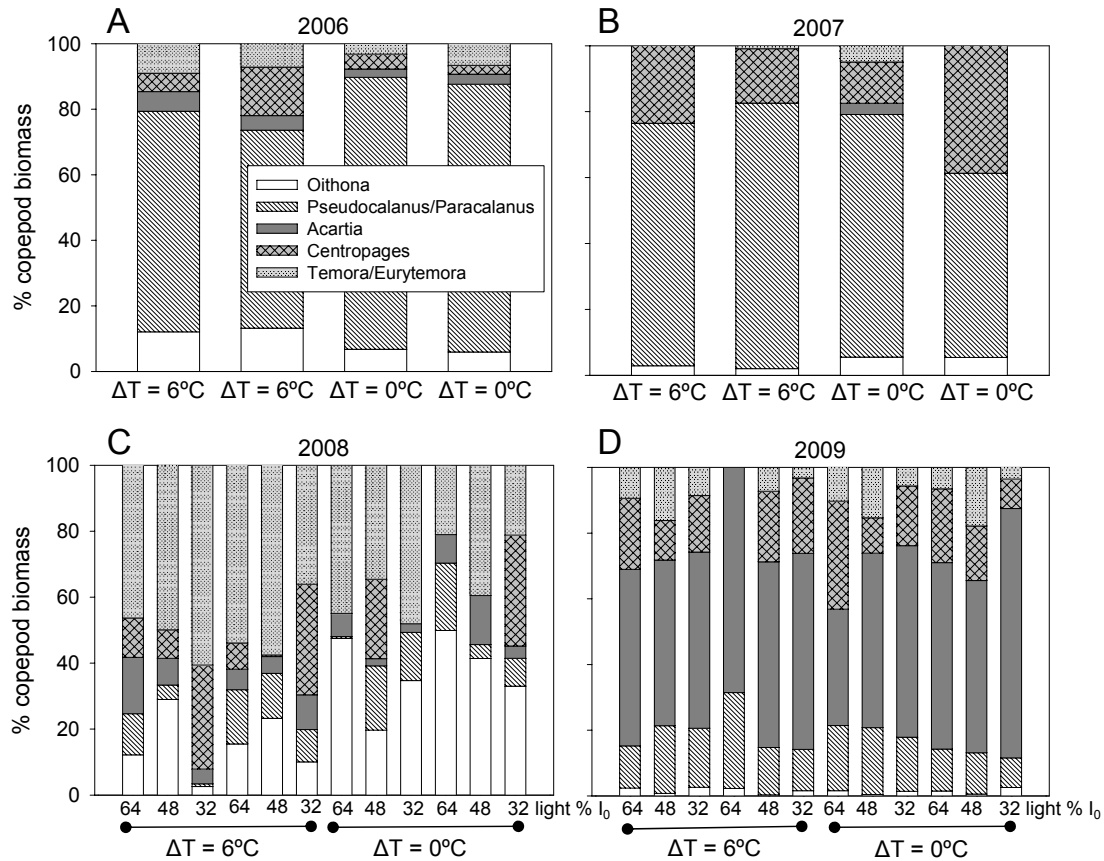 A
2006
B
2007
100
80
60
40
20
0
% copepod biomass
Oithona
Pseudocalanus/Paracalanus
Acartia
Centropages
Temora/Eurytemora
ΔT = 6ºC ΔT = 6ºC ΔT = 0ºC ΔT = 0ºC
ΔT = 6ºC ΔT = 6ºC ΔT = 0ºC ΔT = 0ºC
C
2008
D
2009
100
80
60
40
20
0
% copepod biomass
64 48 32 64 48 32 64 48 32 64 48 32 light % I₀
ΔT = 6ºC ΔT = 0ºC
64 48 32 64 48 32 64 48 32 64 48 32 light % I₀
ΔT = 6ºC ΔT = 0ºC